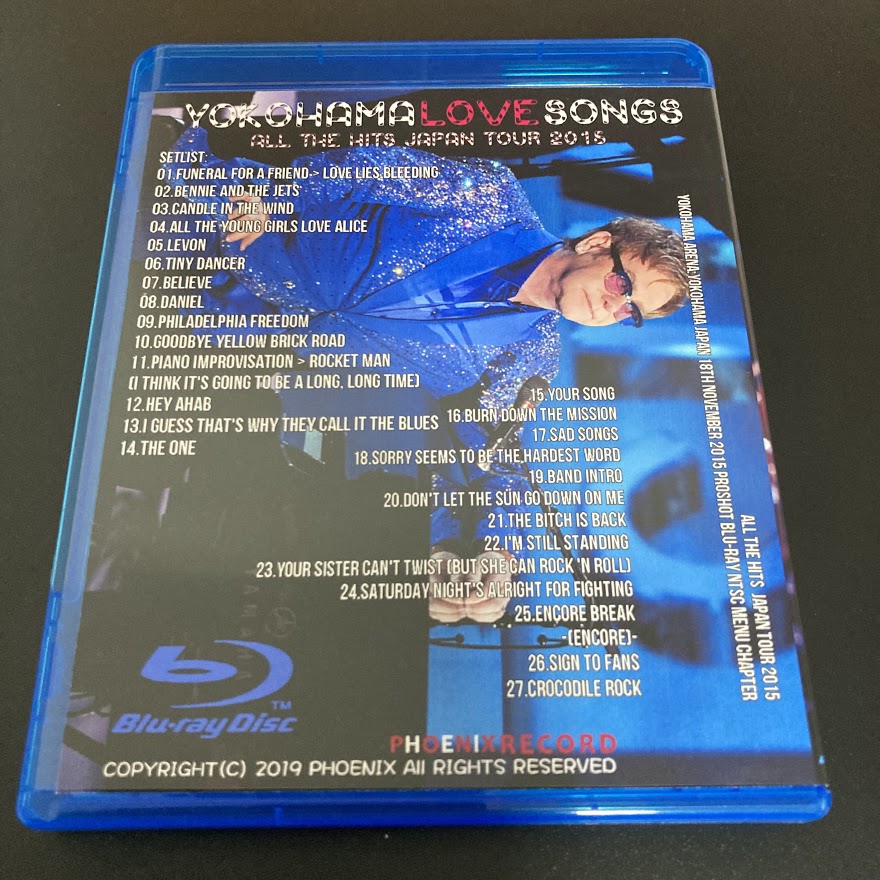 YOKOHAMALOVESONGS
ALL THE HITS JAPAN TOUR 2015
SETLIST:
01.FUNERAL FOR A FRIEND-> LOVE LIES BLEEDING
02.BENNIE AND THE JETS
03.CANDLE IN THE WIND
04.ALL THE YOUNG GIRLS LOVE ALICE
05.LEVON
06.TINY DANCER
07.BELIEVE
08.DANIEL
09.PHILADELPHIA FREEDOM
10.GOODBYE YELLOW BRICK ROAD
11.PIANO IMPROVISATION > ROCKET MAN
(I THINK IT'S GOING TO BE A LONG, LONG TIME)
12.HEY AHAB
13.I GUESS THAT'S WHY THEY CALL IT THE BLUES
14.THE ONE
15.YOUR SONG
16.BURN DOWN THE MISSION
17.SAD SONGS
18.SORRY SEEMS TO BE THE HARDEST WORD
19.BAND INTRO
20.DON'T LET THE SUN GO DOWN ON ME
21.THE BITCH IS BACK
22.I'M STILL STANDING
23.YOUR SISTER CAN'T TWIST (BUT SHE CAN ROCK 'N ROLL)
24.SATURDAY NIGHT'S ALRIGHT FOR FIGHTING
25.ENCORE BREAK
-(ENCORE)-
26.SIGN TO FANS
27.CROCODILE ROCK
ALL THE HITS JAPAN TOUR 2015
YOKOHAMA ARENA, YOKOHAMA JAPAN 18TH NOVEMBER 2015 PROSHOT BLU-RAY NTSC MENU CHAPTER
Blu-ray Disc TM
PHOENIXRECORD
COPYRIGHT(C) 2019 PHOENIX All RIGHTS RESERVED